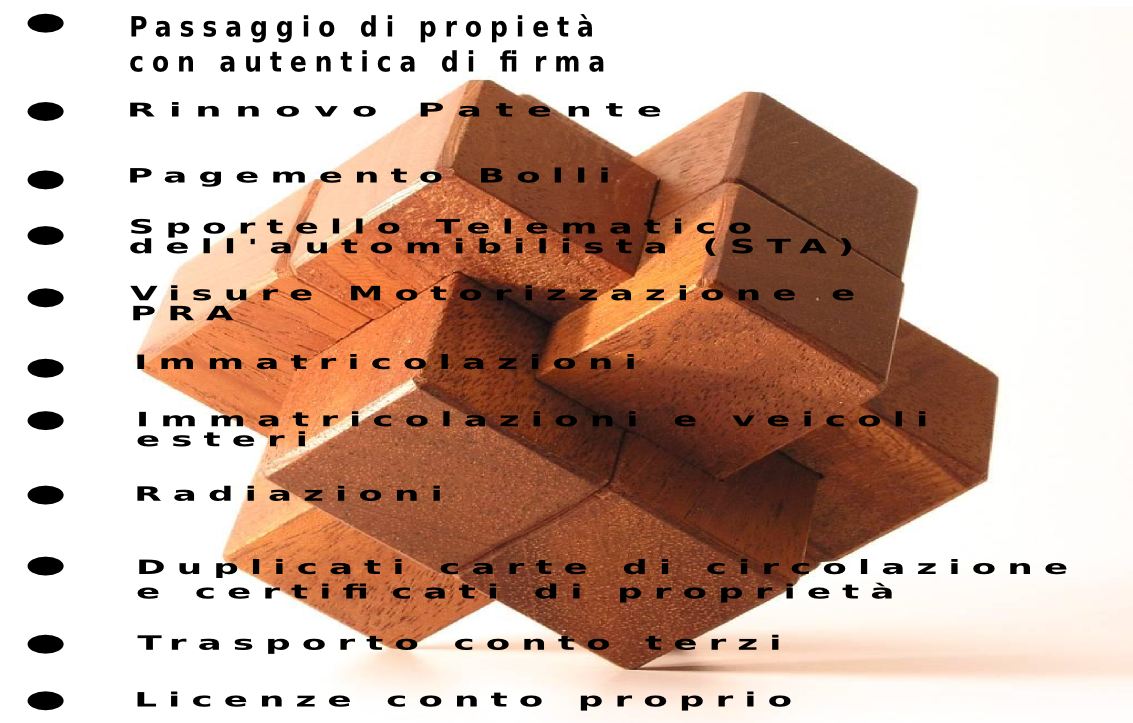 Passaggio di propietà
con autentica di firma
Rinnovo Patente
Pagemento Bolli
Sportello Telematico
dell'automibilista (STA)
Visure Motorizzazione e
PRA
Immatricolazioni
Immatricolazioni e veicoli
esteri
Radiazioni
Duplicati carte di circolazione
e certificati di proprietà
Trasporto conto terzi
Licenze conto proprio